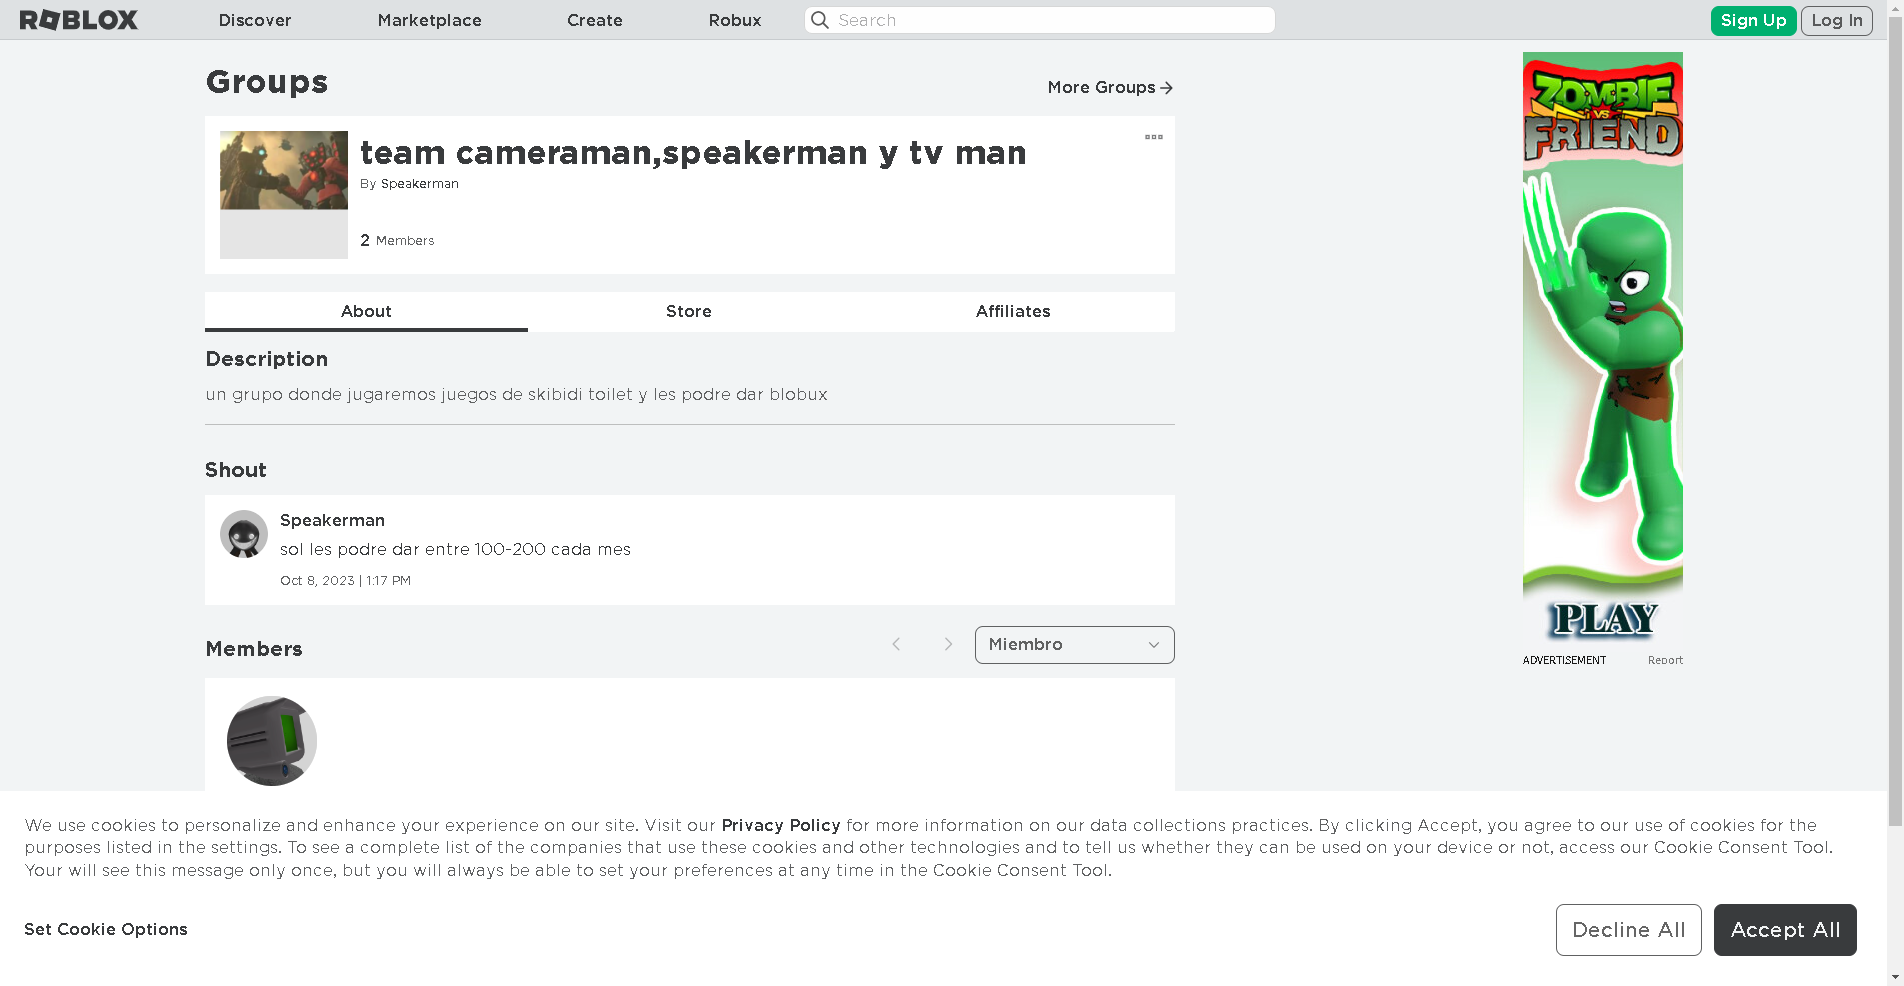 ROBLOX
Discover
Marketplace
Create
Robux
Search
Sign Up
Log In
Groups
More Groups
team cameraman,speakerman y tv man
By Speakerman
2 Members
About
Store
Affiliates
Description
un grupo donde jugaremos juegos de skibidi toilet y les podre dar blobux
Shout
Speakerman
sol les podre dar entre 100-200 cada mes
Oct 8, 2023 | 1:17 PM
Members
Miembro
ZOMBIE
VS
FRIEND
PLAY
ADVERTISEMENT
Report
We use cookies to personalize and enhance your experience on our site. Visit our Privacy Policy for more information on our data collections practices. By clicking Accept, you agree to our use of cookies for the
purposes listed in the settings. To see a complete list of the companies that use these cookies and other technologies and to tell us whether they can be used on your device or not, access our Cookie Consent Tool.
Your will see this message only once, but you will always be able to set your preferences at any time in the Cookie Consent Tool.
Set Cookie Options
Decline All
Accept All